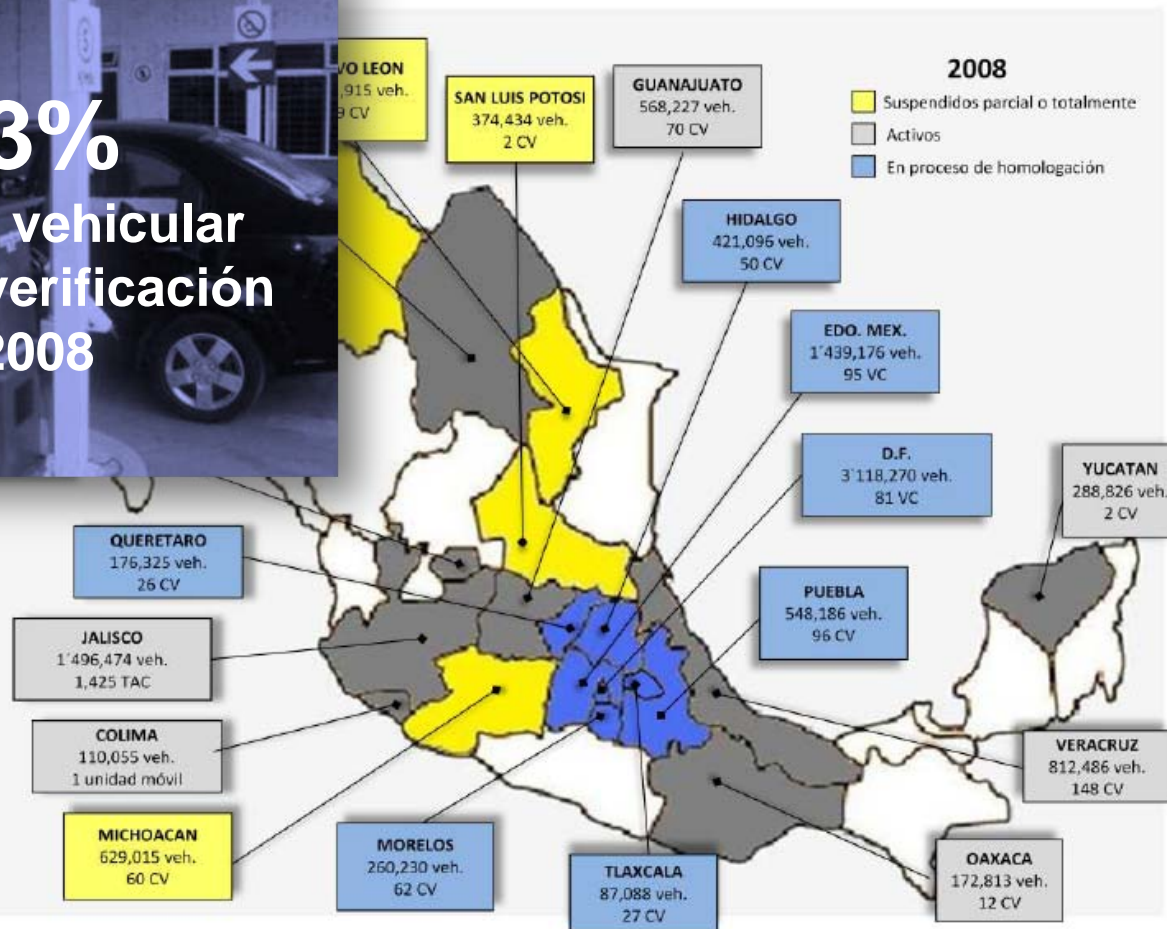 3%
vehicular
verificación
2008
VO LEON
,915 veh.
9 CV
SAN LUIS POTOSI
374,434 veh.
2 CV
GUANAJUATO
568,227 veh.
70 CV
2008
Suspendidos parcial o totalmente
Activos
En proceso de homologación
HIDALGO
421,096 veh.
50 CV
EDO. MEX.
1´439,176 veh.
95 VC
D.F.
3´118,270 veh.
81 VC
YUCATAN
288,826 veh.
2 CV
QUERETARO
176,325 veh.
26 CV
PUEBLA
548,186 veh.
96 CV
JALISCO
1´496,474 veh.
1,425 TAC
COLIMA
110,055 veh.
1 unidad móvil
VERACRUZ
812,486 veh.
148 CV
MICHOACAN
629,015 veh.
60 CV
MORELOS
260,230 veh.
62 CV
TLAXCALA
87,088 veh.
27 CV
OAXACA
172,813 veh.
12 CV